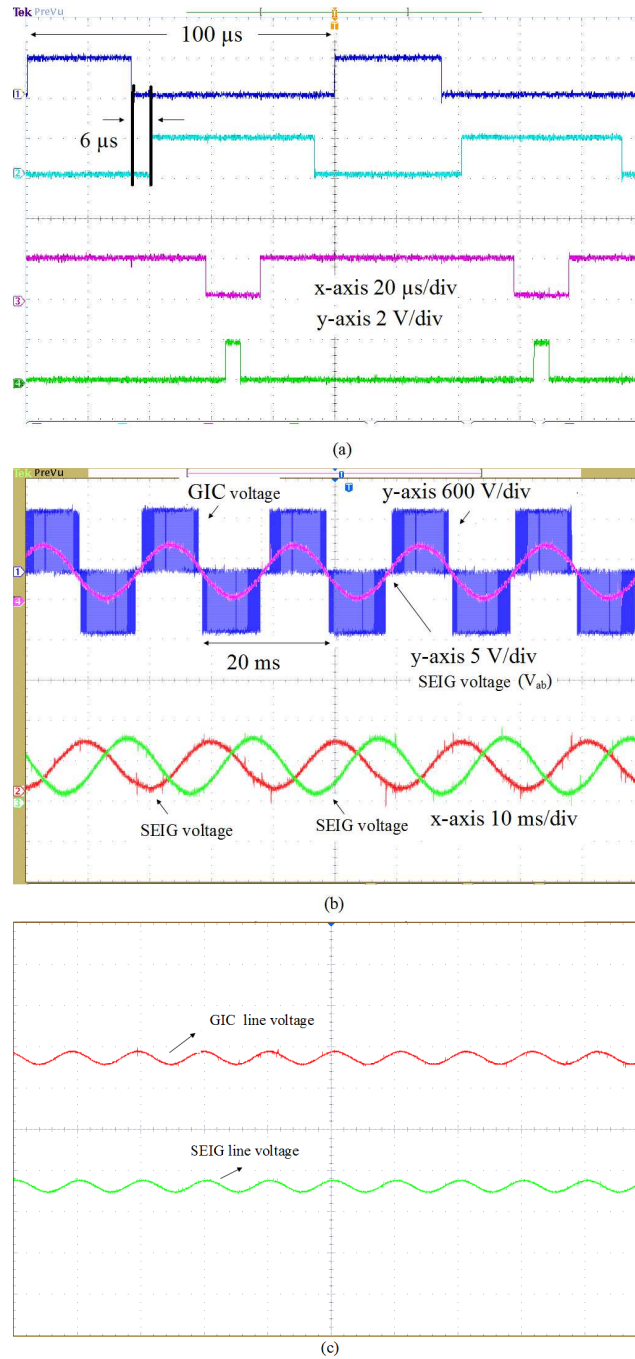 Tek PreVu
T
T
100 µs
1
6 µs
2
x-axis 20 µs/div
3
y-axis 2 V/div
4
(a)
Tek PreVu
T
GIC voltage
y-axis 600 V/div
1
4
20 ms
y-axis 5 V/div
SEIG voltage (Vab)
2
3
SEIG voltage
SEIG voltage
x-axis 10 ms/div
(b)
GIC line voltage
SEIG line voltage
(c)